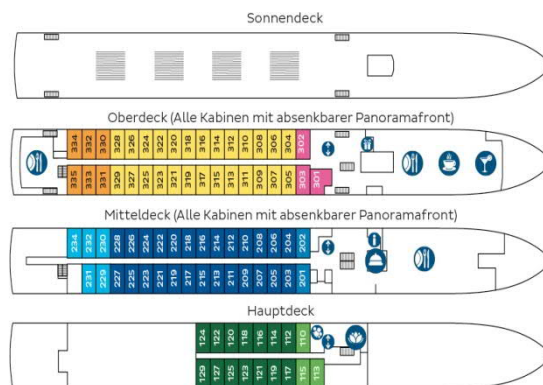 Sonnendeck
Oberdeck (Alle Kabinen mit absenkbarer Panoramafront)
334 332 330 328 326 324 322 320 318 316 314 312 310 308 306 304 302
335 333 331 329 327 325 323 321 319 317 315 313 311 309 307 305 303 301
Mitteldeck (Alle Kabinen mit absenkbarer Panoramafront)
234 232 230 228 226 224 222 220 218 216 214 212 210 208 206 204 202
231 229 227 225 223 221 219 217 215 213 211 209 207 205 203 201
Hauptdeck
124 122 120 118 116 114 112 110
129 127 125 123 121 119 117 115 113